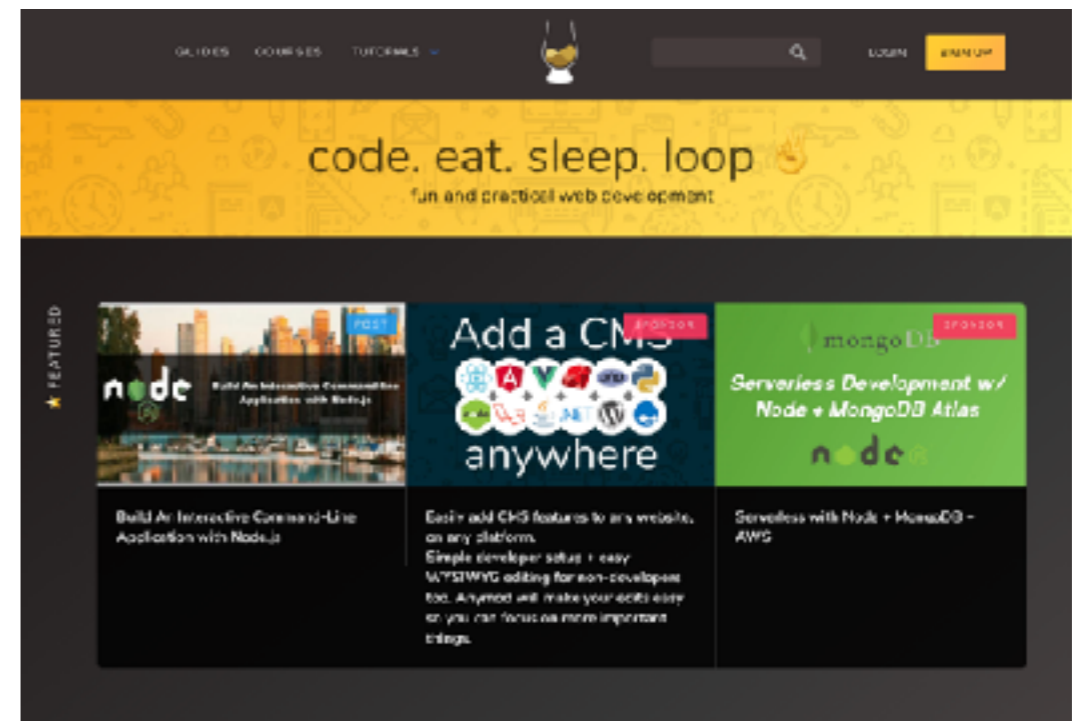 GUIDES COURSES TUTORIALS
LOGIN SIGN UP
code. eat. sleep. loop ✌
fun and practical web development
FEATURED
POST
node
JS
Build An Interactive Command-line
Application with Node.js
Add a CMS
SPONSOR
JS
.NET
anywhere
SPONSOR
mongoDB
Serverless Development w/
Node + MongoDB Atlas
node
JS
Build An Interactive Command-Line
Application with Node.js
Easily add CMS features to any website,
on any platform.
Simple developer setup + easy
WYSIWYG editing for non-developers
too. Anymod will make your edits easy
so you can focus on more important
things.
Serverless with Node + MongoDB +
AWS